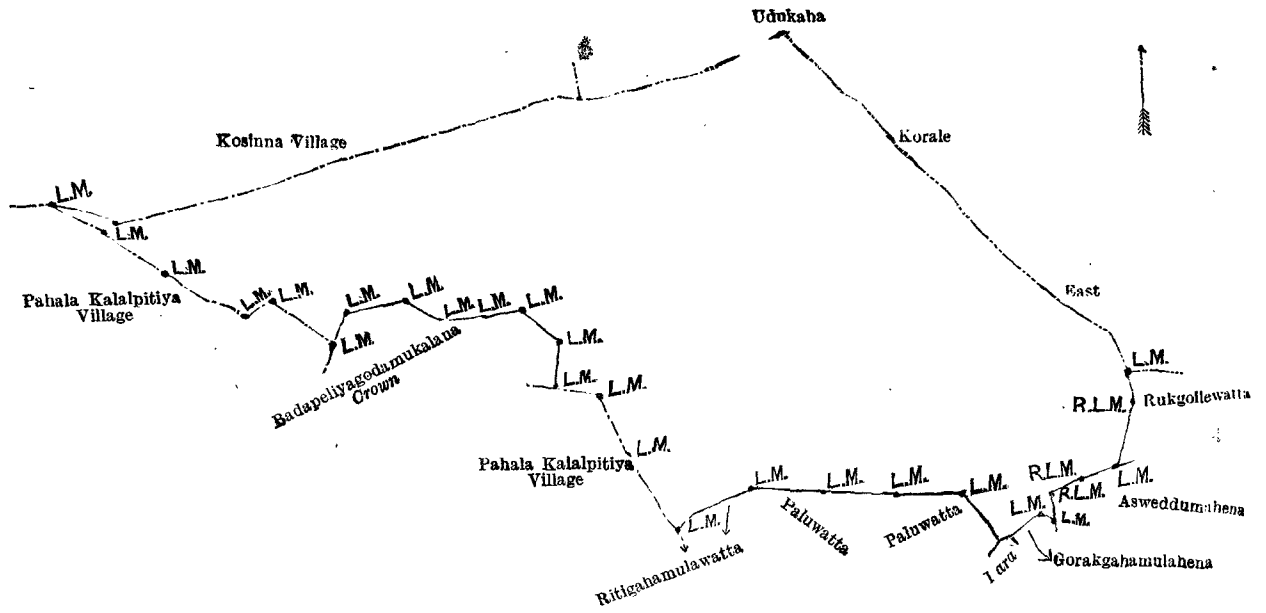 Udukaha
Korale
East
Kosinna Village
L.M.
L.M.
L.M.
Pahala Kalalpitiya
Village
L.M.
L.M.
L.M.
L.M.
L.M.
L.M.
L.M.
L.M.
Badapeliyagodamukalana
Crown
L.M.
L.M.
L.M.
L.M.
Pahala Kalalpitiya
Village
L.M.
Ritigahamulawatta
L.M.
L.M.
L.M.
L.M.
Paluwatta
Paluwatta
L.M.
R.L.M.
Rukgollewatta
L.M.
R.L.M.
R.L.M.
Asweddumahena
L.M.
L.M.
Gorakgahamulahena